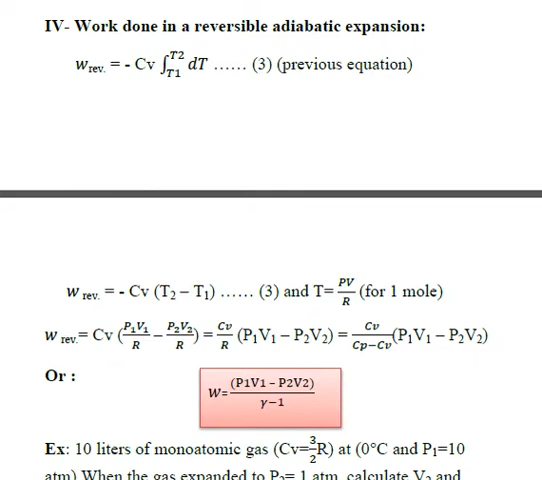 IV- Work done in a reversible adiabatic expansion:
w rev. = - Cv ∫_{T1}^{T2} dT …… (3) (previous equation)
w rev. = - Cv (T₂ – T₁) …… (3) and T= PV/R (for 1 mole)
w rev.= Cv (P₁V₁/R − P₂V₂/R) = Cv/R (P₁V₁ – P₂V₂) = Cv/(Cp−Cv) (P₁V₁ – P₂V₂)
Or :
W= (P1V1 – P2V2)/(γ−1)
Ex: 10 liters of monoatomic gas (Cv=3/2R) at (0°C and P₁=10
atm) When the gas expanded to P₂= 1 atm, calculate V₂ and